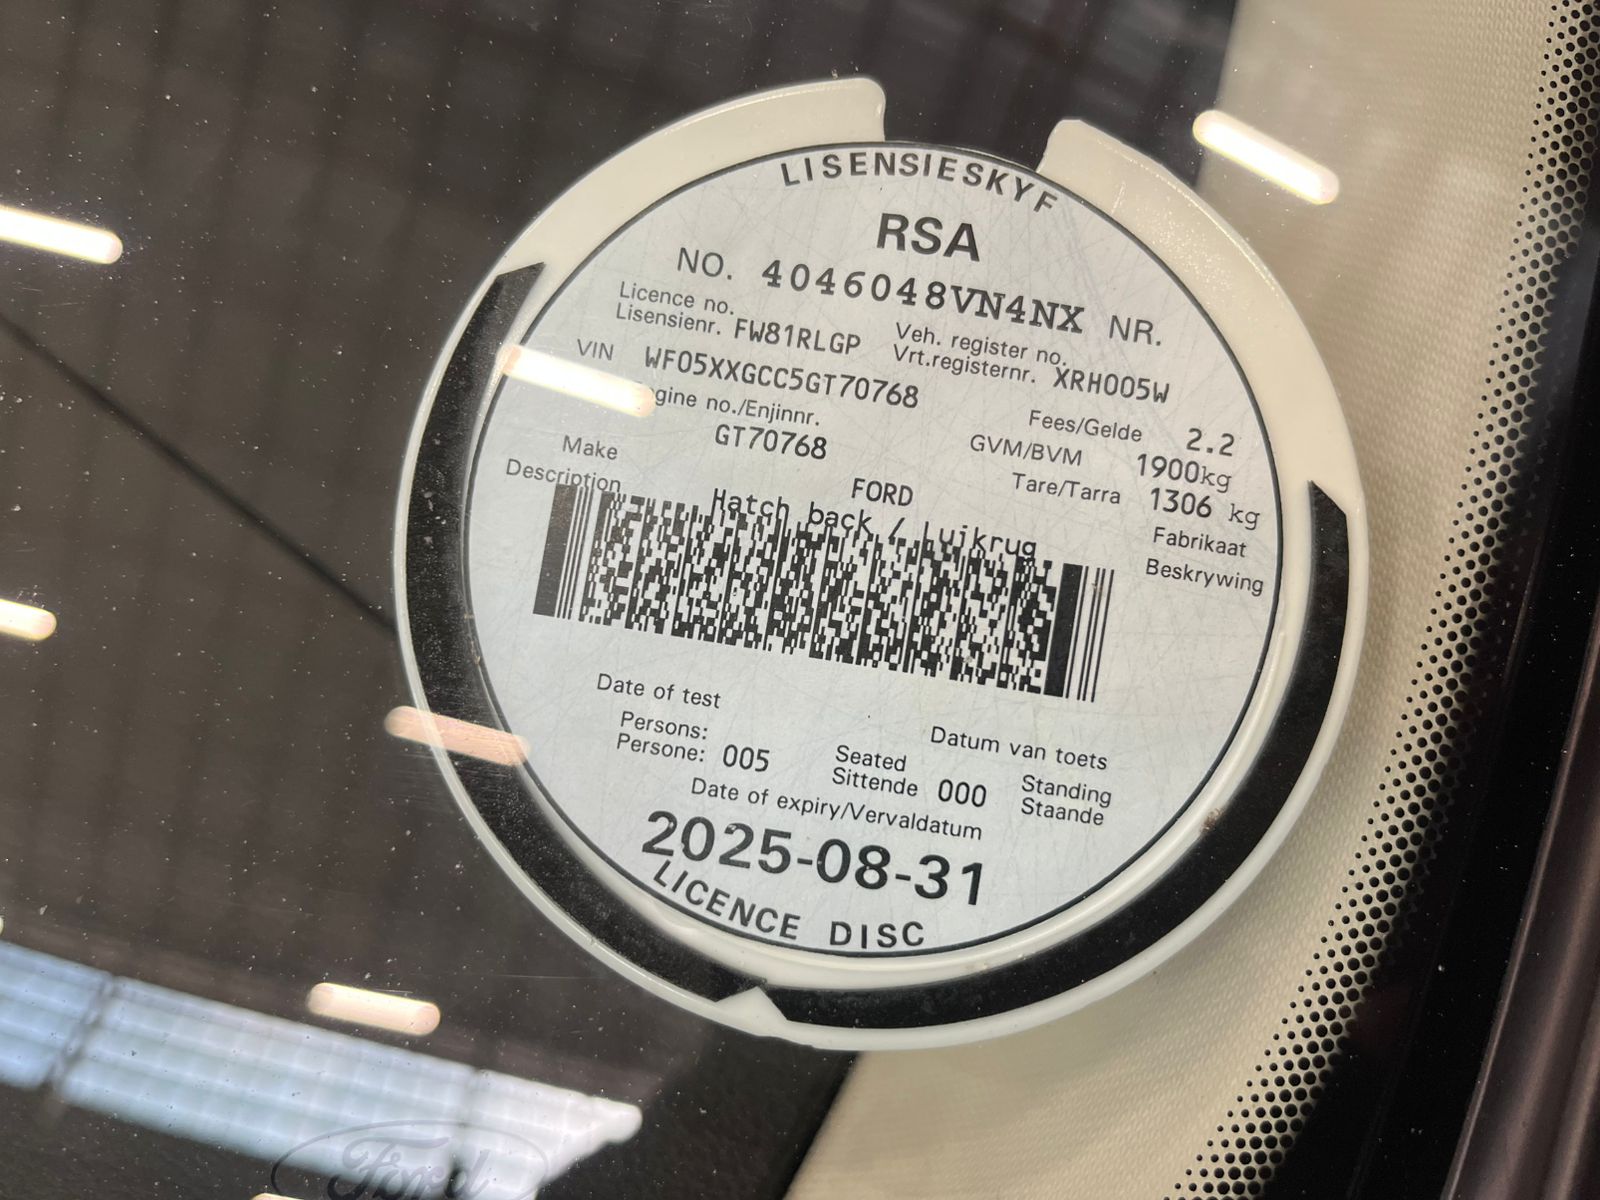 LISENSIESKYF
RSA
NO. 4046048VN4NX NR.
Licence no.
Lisensienr. FW81RLGP
Veh. register no.
Vrt.registernr. XRH005W
VIN WF05XXGCC5GT70768
gine no./Enjinnr.
GT70768
Fees/Gelde 2.2
GVM/BVM 1900kg
Tare/Tarra 1306 kg
Make FORD Fabrikaat
Description Hatch back / Luikrug Beskrywing
Date of test Datum van toets
Persons: Seated Standing
Persone: 005 Sittende 000 Staande
Date of expiry/Vervaldatum
2025-08-31
LICENCE DISC
Ford